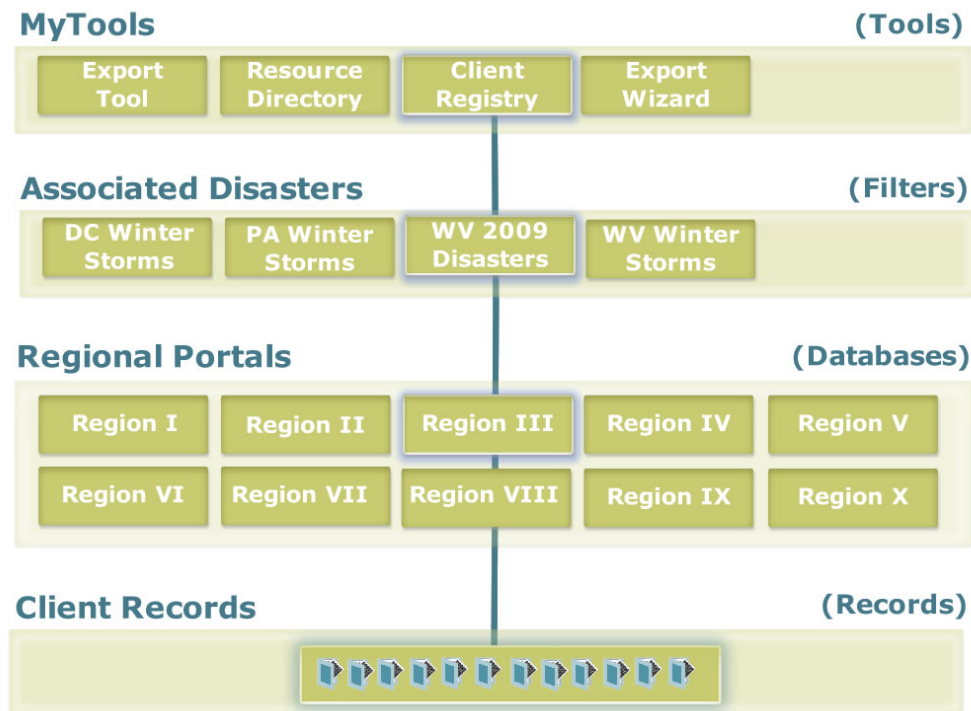 MyTools (Tools)
Export Resource Client Export
Tool Directory Registry Wizard
Associated Disasters (Filters)
DC Winter PA Winter WV 2009 WV Winter
Storms Storms Disasters Storms
Regional Portals (Databases)
Region I Region II Region III Region IV Region V
Region VI Region VII Region VIII Region IX Region X
Client Records (Records)